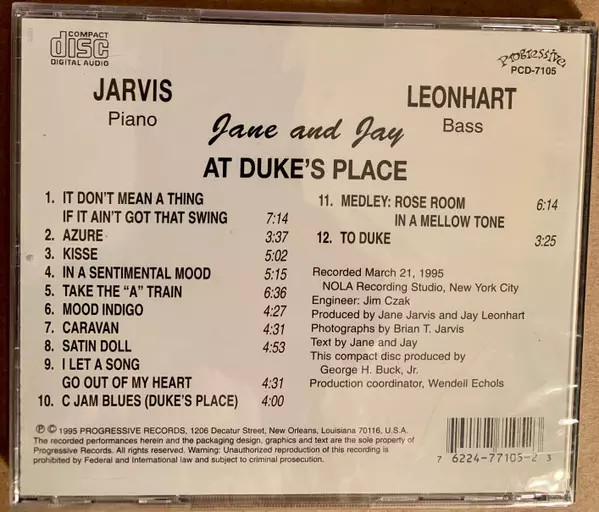 COMPACT
disc
DIGITAL AUDIO
Progressive
PCD-7105
JARVIS
Piano
LEONHART
Bass
Jane and Jay
AT DUKE'S PLACE
1. IT DON'T MEAN A THING
IF IT AIN'T GOT THAT SWING 7:14
2. AZURE 3:37
3. KISSE 5:02
4. IN A SENTIMENTAL MOOD 5:15
5. TAKE THE “A” TRAIN 6:36
6. MOOD INDIGO 4:27
7. CARAVAN 4:31
8. SATIN DOLL 4:53
9. I LET A SONG
GO OUT OF MY HEART 4:31
10. C JAM BLUES (DUKE'S PLACE) 4:00
11. MEDLEY: ROSE ROOM 6:14
IN A MELLOW TONE
12. TO DUKE 3:25
Recorded March 21, 1995
NOLA Recording Studio, New York City
Engineer: Jim Czak
Produced by Jane Jarvis and Jay Leonhart
Photographs by Brian T. Jarvis
Text by Jane and Jay
This compact disc produced by
George H. Buck, Jr.
Production coordinator, Wendell Echols
℗ © 1995 PROGRESSIVE RECORDS, 1206 Decatur Street, New Orleans, Louisiana 70116, U.S.A.
The recorded performances herein and the packaging design, graphics and text are the sole property of
Progressive Records. All rights reserved. Warning: Unauthorized reproduction of this recording is
prohibited by Federal and International law and subject to criminal prosecution.
7 62247-77105-2 3